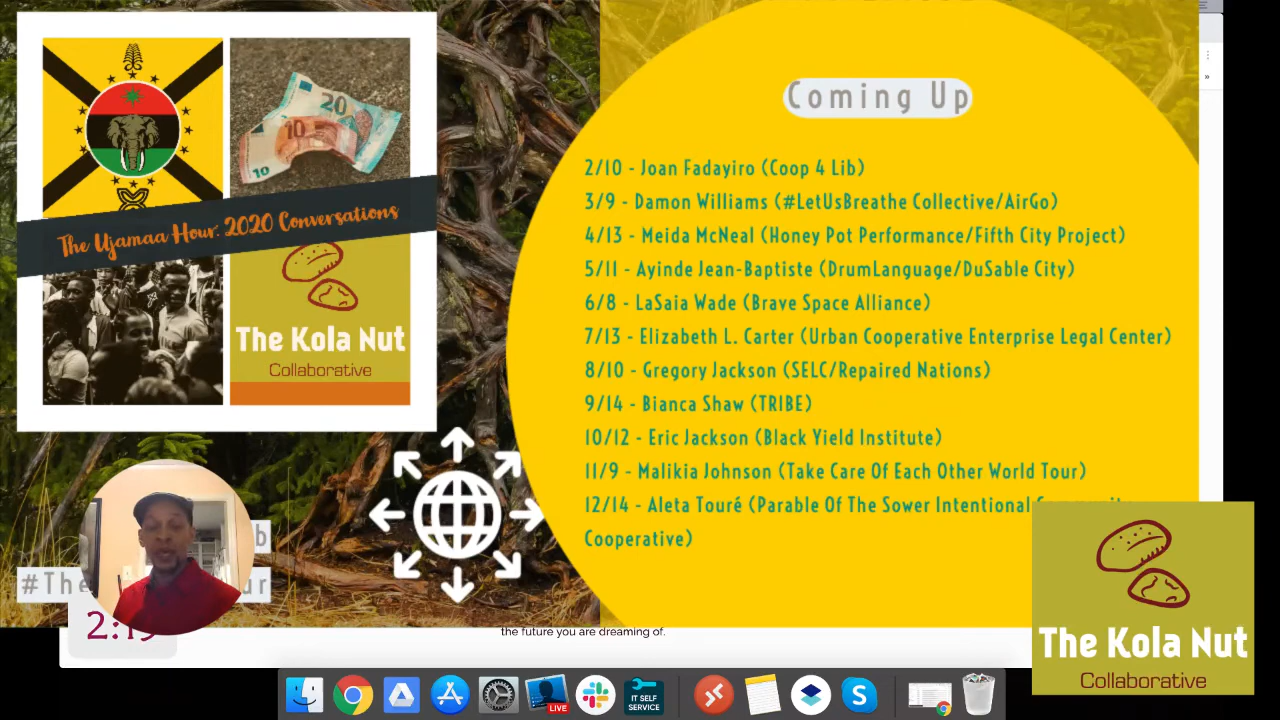 Coming Up
2/10 - Joan Fadayiro (Coop 4 Lib)
3/9 - Damon Williams (#LetUsBreathe Collective/AirGo)
4/13 - Meida McNeal (Honey Pot Performance/Fifth City Project)
5/11 - Ayinde Jean-Baptiste (DrumLanguage/DuSable City)
6/8 - LaSaia Wade (Brave Space Alliance)
7/13 - Elizabeth L. Carter (Urban Cooperative Enterprise Legal Center)
8/10 - Gregory Jackson (SELC/Repaired Nations)
9/14 - Bianca Shaw (TRIBE)
10/12 - Eric Jackson (Black Yield Institute)
11/9 - Malikia Johnson (Take Care Of Each Other World Tour)
12/14 - Aleta Touré (Parable Of The Sower Intentional
Cooperative)
20
10
10
The Ujamaa Hour: 2020 Conversations
The Kola Nut
Collaborative
#The
the future you are dreaming of.
LIVE
IT SELF
SERVICE
The Kola Nut
Collaborative